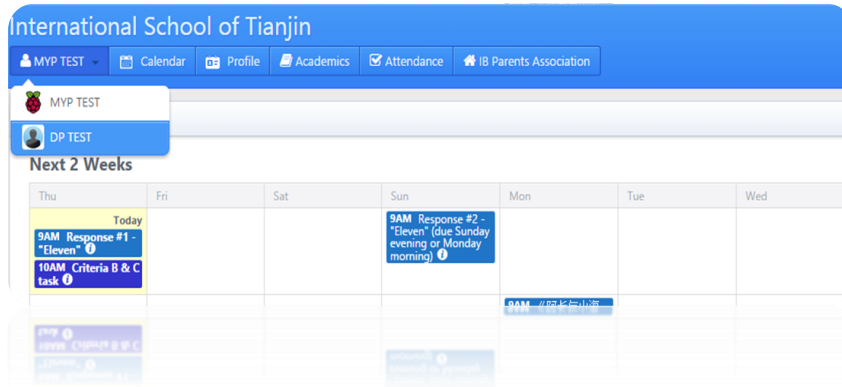 International School of Tianjin
MYP TEST Calendar Profile Academics Attendance IB Parents Association
MYP TEST
DP TEST
Next 2 Weeks
Thu Fri Sat Sun Mon Tue Wed
Today
9AM Response #1 -
"Eleven"
10AM Criteria B & C
task
9AM Response #2 -
"Eleven" (due Sunday
evening or Monday
morning)
9AM